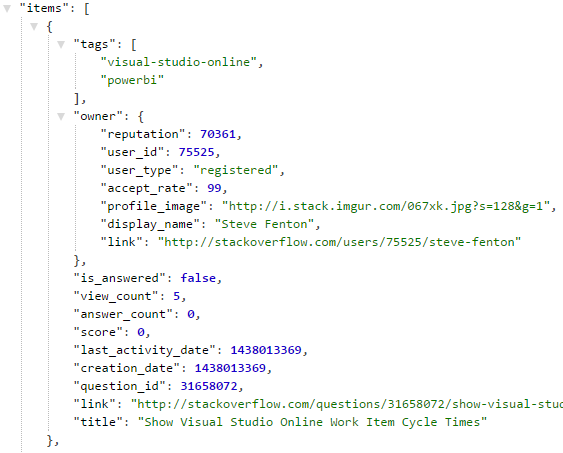 "items": [
{
"tags": [
"visual-studio-online",
"powerbi"
],
"owner": {
"reputation": 70361,
"user_id": 75525,
"user_type": "registered",
"accept_rate": 99,
"profile_image": "http://i.stack.imgur.com/067xk.jpg?s=128&g=1",
"display_name": "Steve Fenton",
"link": "http://stackoverflow.com/users/75525/steve-fenton"
},
"is_answered": false,
"view_count": 5,
"answer_count": 0,
"score": 0,
"last_activity_date": 1438013369,
"creation_date": 1438013369,
"question_id": 31658072,
"link": "http://stackoverflow.com/questions/31658072/show-visual-stu
"title": "Show Visual Studio Online Work Item Cycle Times"
},